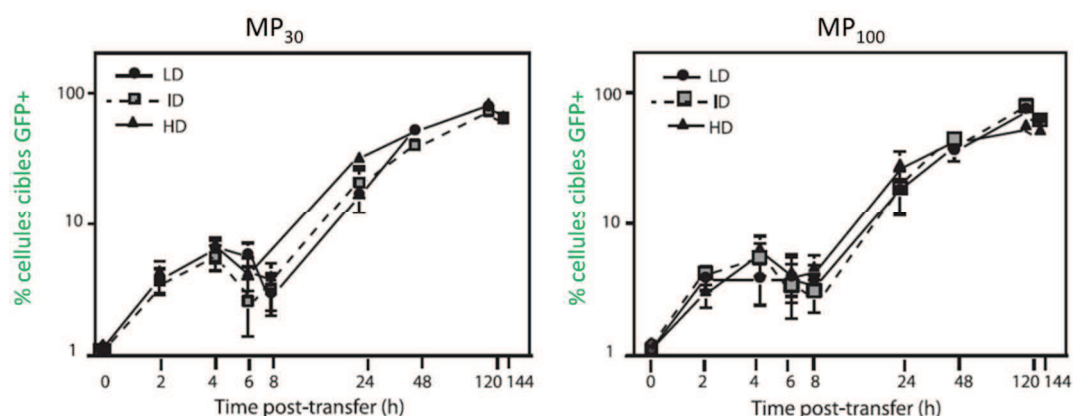 MP30
% cellules cibles GFP+
100
10
1
LD
ID
HD
0 2 4 6 8 24 48 120 144
Time post-transfer (h)
MP100
% cellules cibles GFP+
100
10
1
LD
ID
HD
0 2 4 6 8 24 48 120 144
Time post-transfer (h)